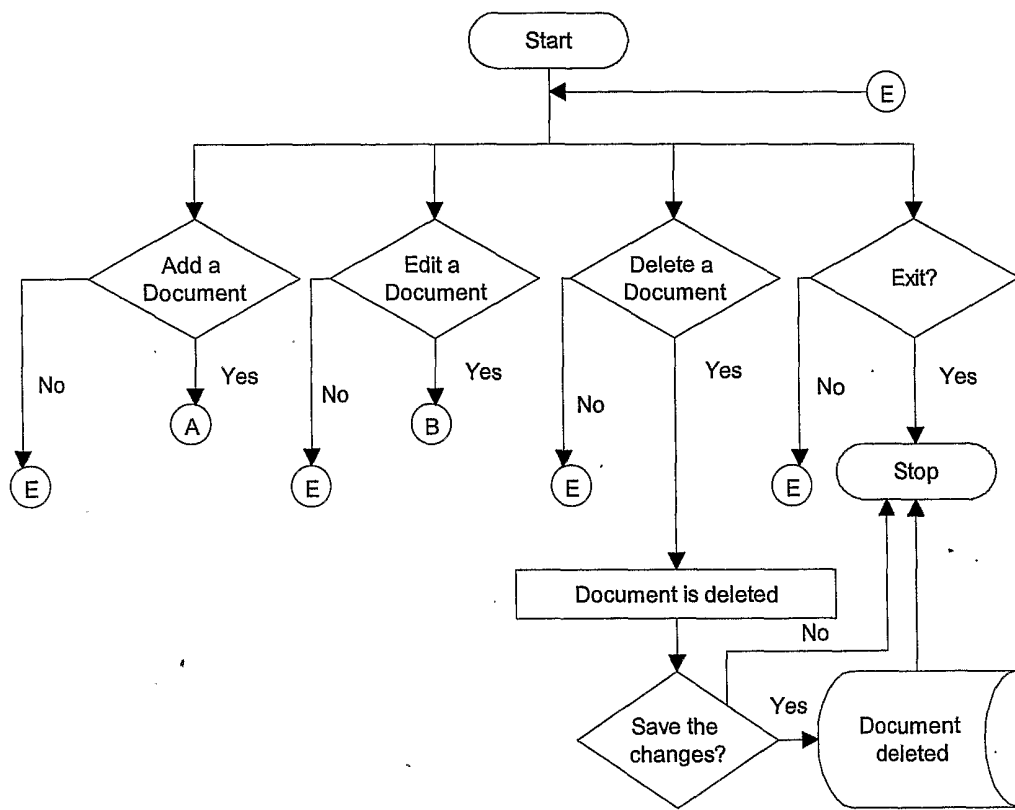 Start
E
Add a
Document
Edit a
Document
Delete a
Document
Exit?
No
Yes
No
Yes
No
Yes
No
Yes
A
B
E
E
E
E
Stop
Document is deleted
No
Save the
changes?
Yes
Document
deleted